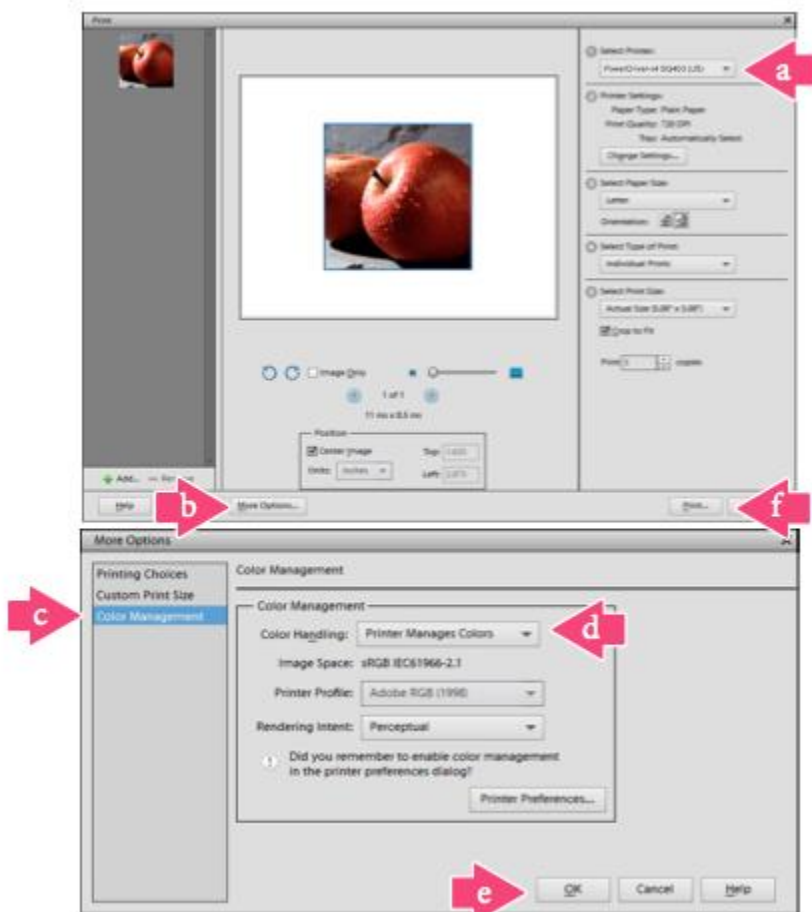 Print
Select Printer:
a
Printer Settings:
Paper Type: Plain Paper
Print Quality: 720 DPI
Tray: Automatically Select
Change Settings...
Select Paper Size:
Letter
Orientation:
Select Type of Print:
Individual Prints
Select Print Size:
Crop to Fit
Print copies
Image Only
1 of 1
Position
Center Image
Top:
Units: Inches
Left:
Add...
Help
b
More Options...
Print...
f
More Options
Printing Choices
Custom Print Size
c
Color Management
Color Management
Color Management
Color Handling: Printer Manages Colors
d
Image Space: sRGB IEC61966-2.1
Printer Profile: Adobe RGB (1998)
Rendering Intent: Perceptual
Did you remember to enable color management
in the printer preferences dialog?
Printer Preferences...
e
OK
Cancel
Help